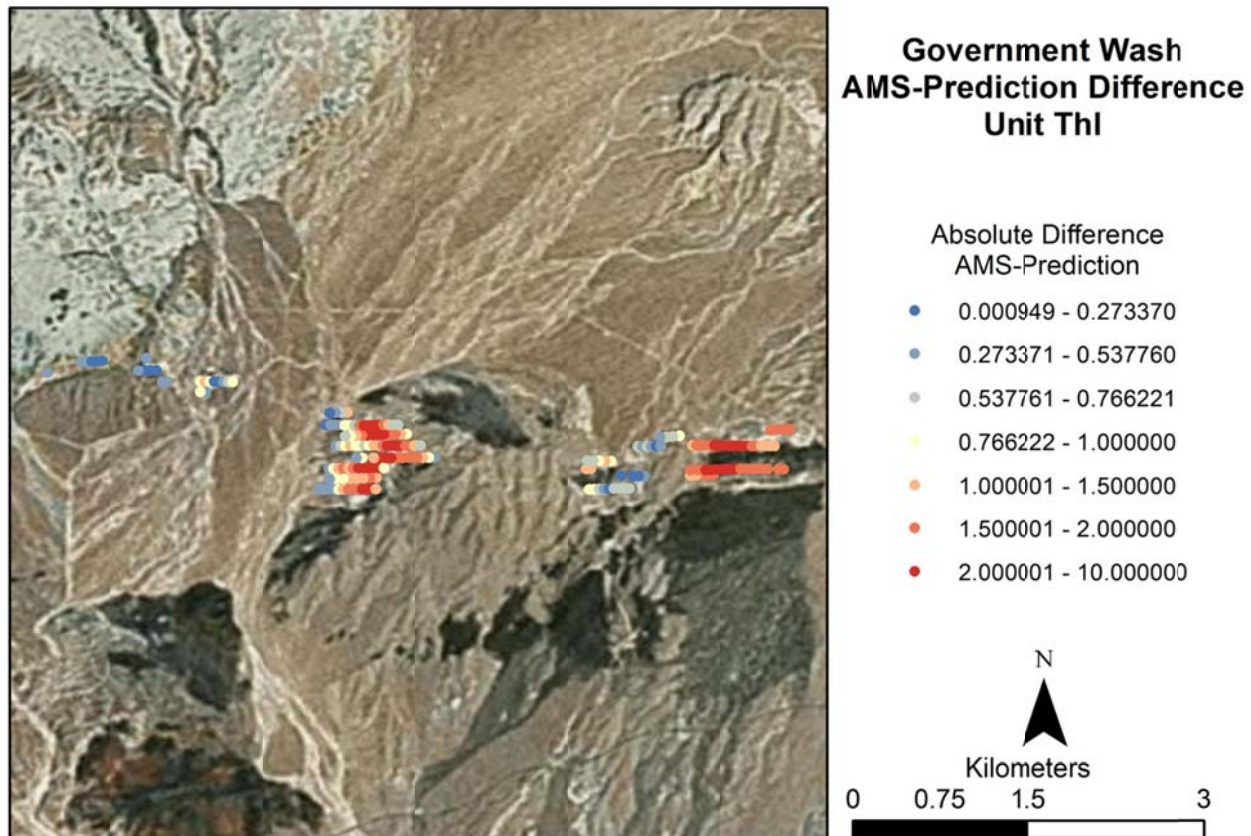 Government Wash
AMS-Prediction Difference
Unit Thl
Absolute Difference
AMS-Prediction
0.000949 - 0.273370
0.273371 - 0.537760
0.537761 - 0.766221
0.766222 - 1.000000
1.000001 - 1.500000
1.500001 - 2.000000
2.000001 - 10.000000
N
Kilometers
0 0.75 1.5 3